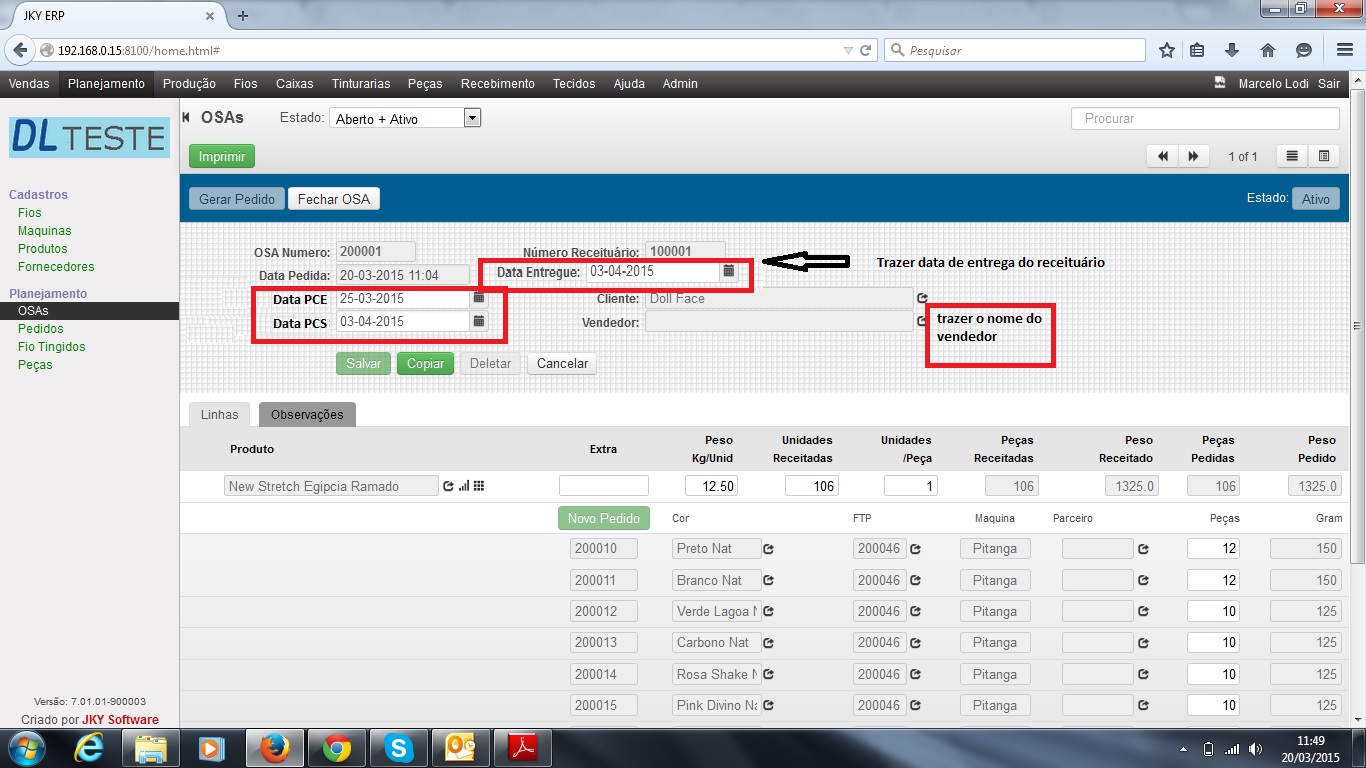 JKY ERP
192.168.0.15:8100/home.html#
Pesquisar
Vendas Planejamento Produção Fios Caixas Tinturarias Peças Recebimento Tecidos Ajuda Admin Marcelo Lodi Sair
DL TESTE
Cadastros
Fios
Maquinas
Produtos
Fornecedores
Planejamento
OSAs
Pedidos
Fio Tingidos
Peças
Versão: 7.01.01-900003
Criado por JKY Software
OSAs Estado: Aberto + Ativo Procurar
Imprimir 1 of 1
Gerar Pedido Fechar OSA Estado: Ativo
OSA Numero: 200001 Número Receituário: 100001
Data Pedida: 20-03-2015 11:04 Data Entregue: 03-04-2015 Trazer data de entrega do receituário
Data PCE 25-03-2015 Cliente: Doll Face
Data PCS 03-04-2015 Vendedor:
trazer o nome do
vendedor
Salvar Copiar Deletar Cancelar
Linhas Observações
Produto Extra Peso Kg/Unid Unidades Receitadas Unidades /Peça Peças Receitadas Peso Receitado Peças Pedidas Peso Pedido
New Stretch Egipcia Ramado 12.50 106 1 106 1325.0 106 1325.0
Novo Pedido Cor FTP Maquina Parceiro Peças Gram
200010 Preto Nat 200046 Pitanga 12 150
200011 Branco Nat 200046 Pitanga 12 150
200012 Verde Lagoa N 200046 Pitanga 10 125
200013 Carbono Nat 200046 Pitanga 10 125
200014 Rosa Shake N 200046 Pitanga 10 125
200015 Pink Divino Na 200046 Pitanga 10 125
11:49
20/03/2015